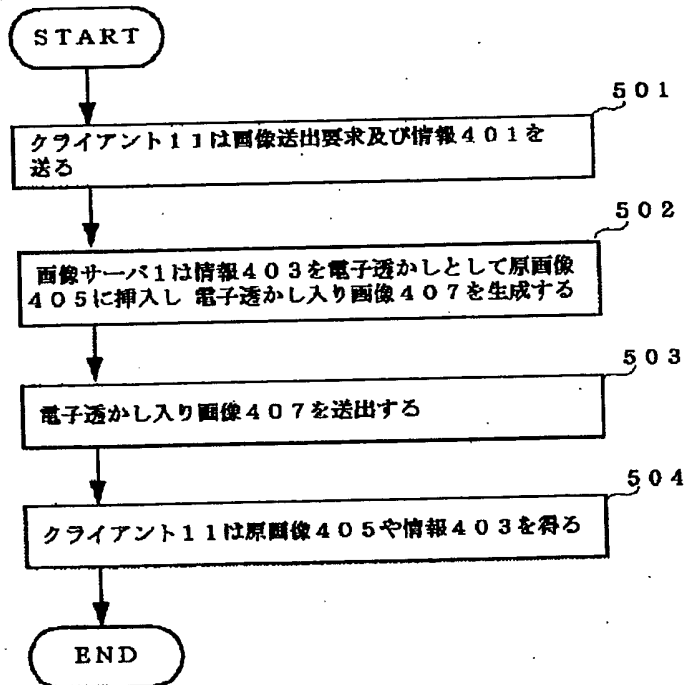 START
501
クライアント11は画像送出要求及び情報401を
送る
502
画像サーバ1は情報403を電子透かしとして原画像
405に挿入し 電子透かし入り画像407を生成する
503
電子透かし入り画像407を送出する
504
クライアント11は原画像405や情報403を得る
END